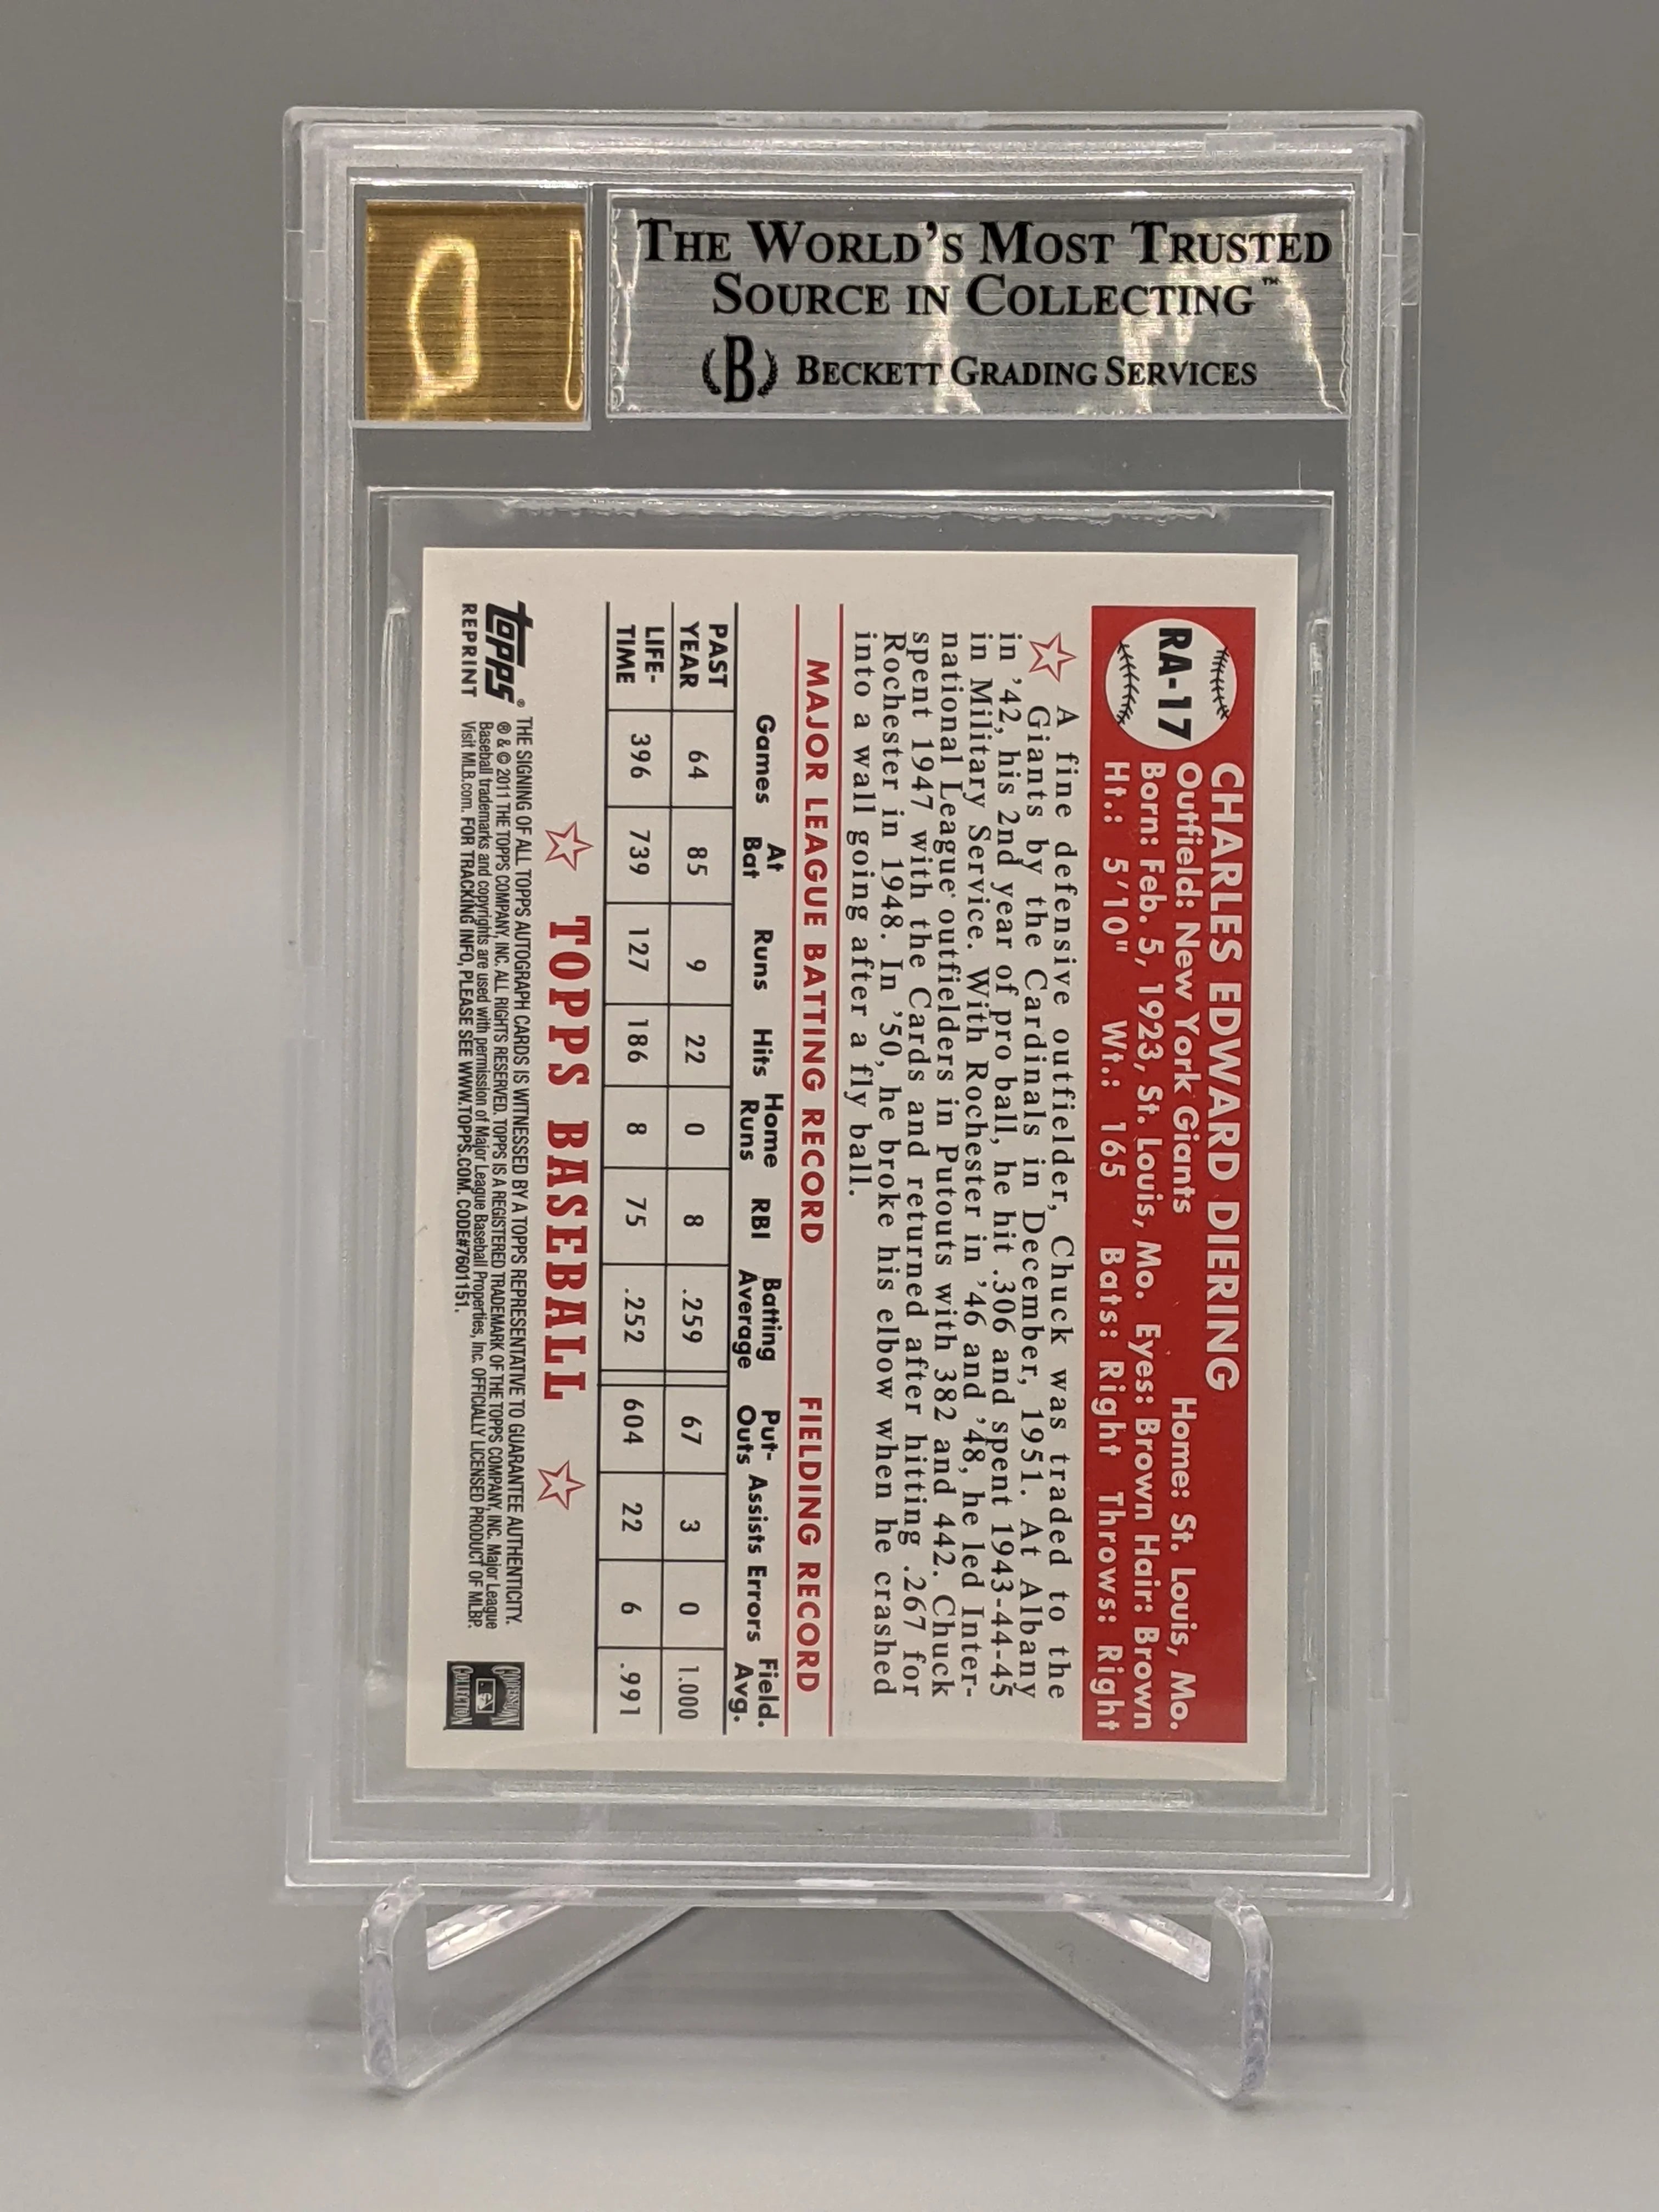 THE WORLD'S MOST TRUSTED
SOURCE IN COLLECTING™
B BECKETT GRADING SERVICES
RA-17
CHARLES EDWARD DIERING
Outfield: New York Giants Home: St. Louis, Mo.
Born: Feb. 5, 1923, St. Louis, Mo. Eyes: Brown Hair: Brown
Ht.: 5'10" Wt.: 165 Bats: Right Throws: Right
A fine defensive outfielder, Chuck was traded to the
Giants by the Cardinals in December, 1951. At Albany
in '42, his 2nd year of pro ball, he hit .306 and spent 1943-44-45
in Military Service. With Rochester in '46 and '48, he led Inter-
national League outfielders in Putouts with 382 and 442. Chuck
spent 1947 with the Cards and returned after hitting .267 for
Rochester in 1948. In '50, he broke his elbow when he crashed
into a wall going after a fly ball.
MAJOR LEAGUE BATTING RECORD FIELDING RECORD
Games At Bat Runs Hits Home Runs RBI Batting Average Put-Outs Assists Errors Field. Avg.
PAST YEAR 64 85 9 22 0 8 .259 67 3 0 1.000
LIFE-TIME 396 739 127 186 8 75 .252 604 22 6 .991
TOPPS BASEBALL
topps®
REPRINT
THE SIGNING OF ALL TOPPS AUTOGRAPH CARDS IS WITNESSED BY A TOPPS REPRESENTATIVE TO GUARANTEE AUTHENTICITY.
® & © 2011 THE TOPPS COMPANY, INC. ALL RIGHTS RESERVED. TOPPS IS A REGISTERED TRADEMARK OF THE TOPPS COMPANY, INC. Major League
Baseball trademarks and copyrights are used with permission of Major League Baseball Properties, Inc. OFFICIALLY LICENSED PRODUCT OF MLBP.
Visit MLB.com. FOR TRACKING INFO, PLEASE SEE WWW.TOPPS.COM. CODE#7601151.
COOPERSTOWN
COLLECTION